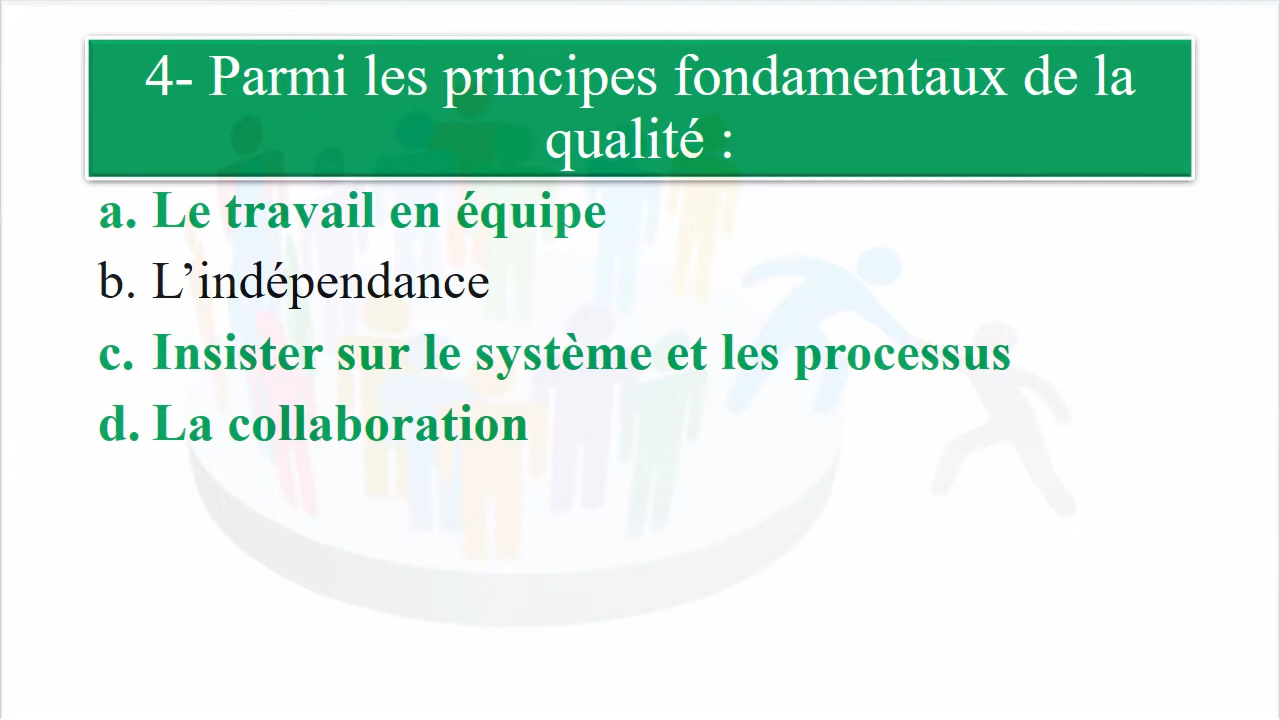 4- Parmi les principes fondamentaux de la
qualité :
a. Le travail en équipe
b. L’indépendance
c. Insister sur le système et les processus
d. La collaboration